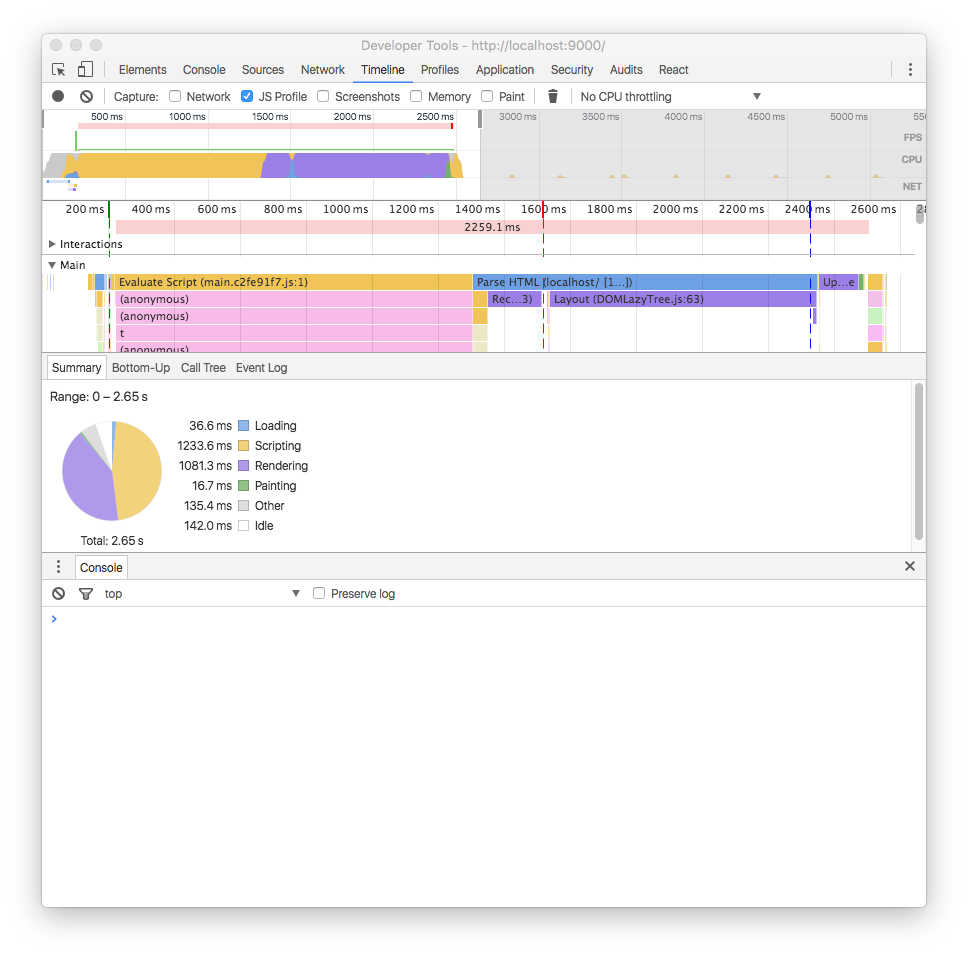 Developer Tools - http://localhost:9000/
Elements Console Sources Network Timeline Profiles Application Security Audits React
Capture: Network JS Profile Screenshots Memory Paint No CPU throttling ▼
500 ms 1000 ms 1500 ms 2000 ms 2500 ms 3000 ms 3500 ms 4000 ms 4500 ms 5000 ms 550
FPS
CPU
NET
200 ms 400 ms 600 ms 800 ms 1000 ms 1200 ms 1400 ms 1600 ms 1800 ms 2000 ms 2200 ms 2400 ms 2600 ms 28
2259.1 ms
Interactions
Main
Evaluate Script (main.c2fe91f7.js:1) Parse HTML (localhost/ [1...]) Up...e
(anonymous) Rec...3) Layout (DOMLazyTree.js:63)
(anonymous)
t
(anonymous)
Summary Bottom-Up Call Tree Event Log
Range: 0 – 2.65 s
36.6 ms Loading
1233.6 ms Scripting
1081.3 ms Rendering
16.7 ms Painting
135.4 ms Other
142.0 ms Idle
Total: 2.65 s
Console
top ▼ Preserve log